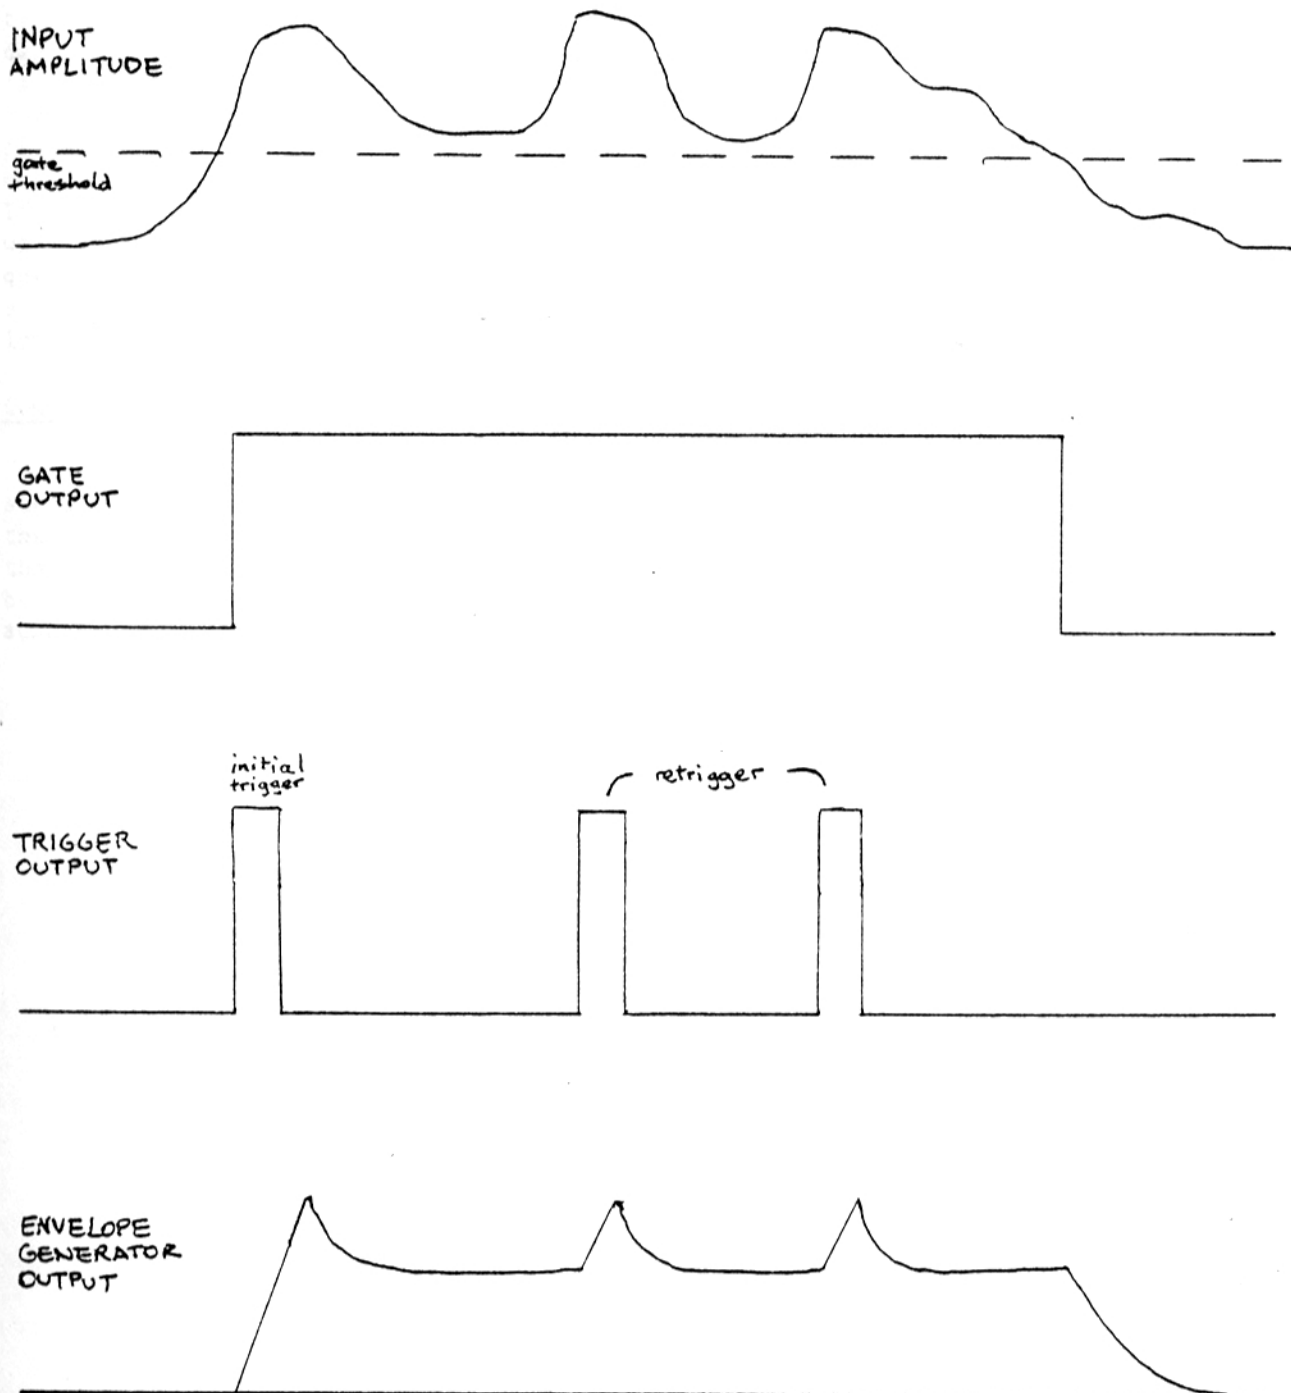 INPUT
AMPLITUDE
gate
threshold
GATE
OUTPUT
initial
trigger
retrigger
TRIGGER
OUTPUT
ENVELOPE
GENERATOR
OUTPUT